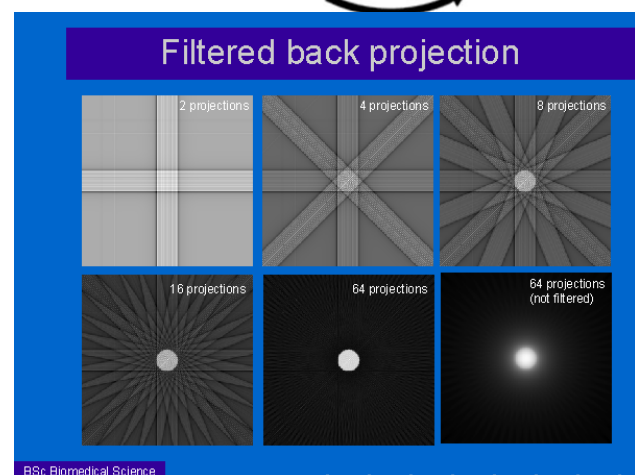 Filtered back projection
2 projections
4 projections
8 projections
16 projections
64 projections
64 projections
(not filtered)
BSc Biomedical Science